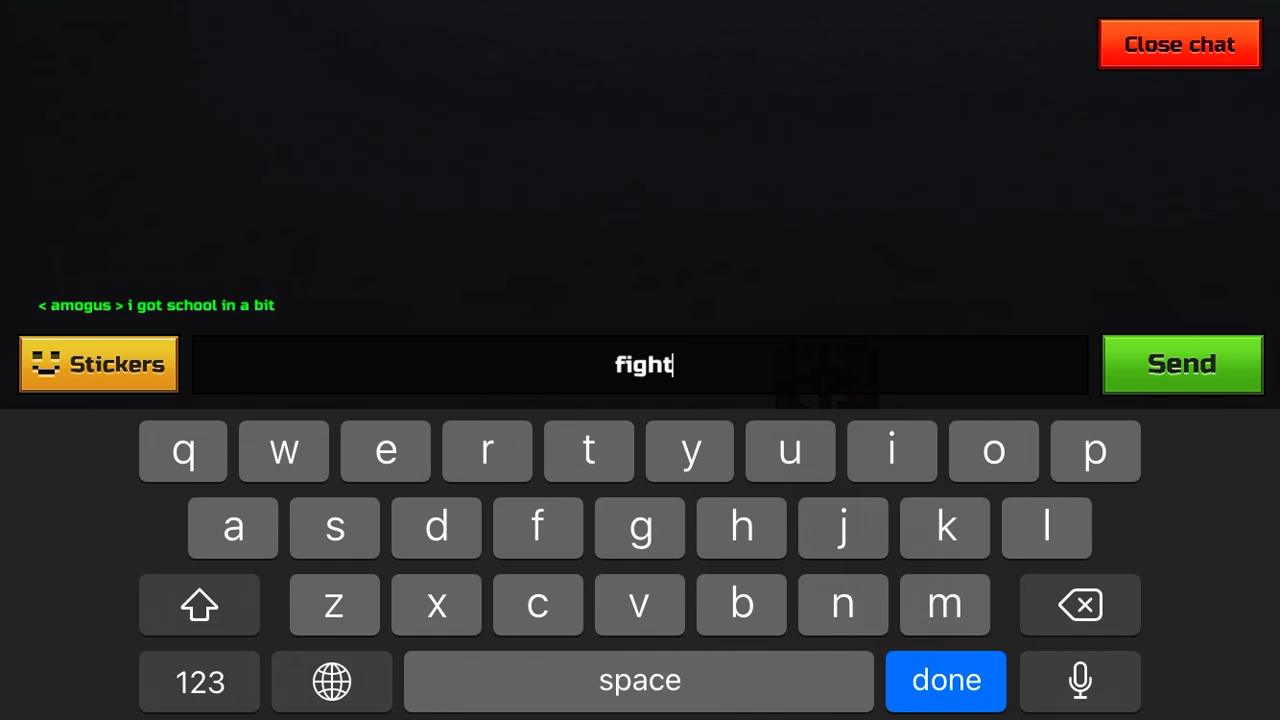 Close chat
< amogus > i got school in a bit
Stickers
fight
Send
q w e r t y u i o p
a s d f g h j k l
z x c v b n m
123
space
done